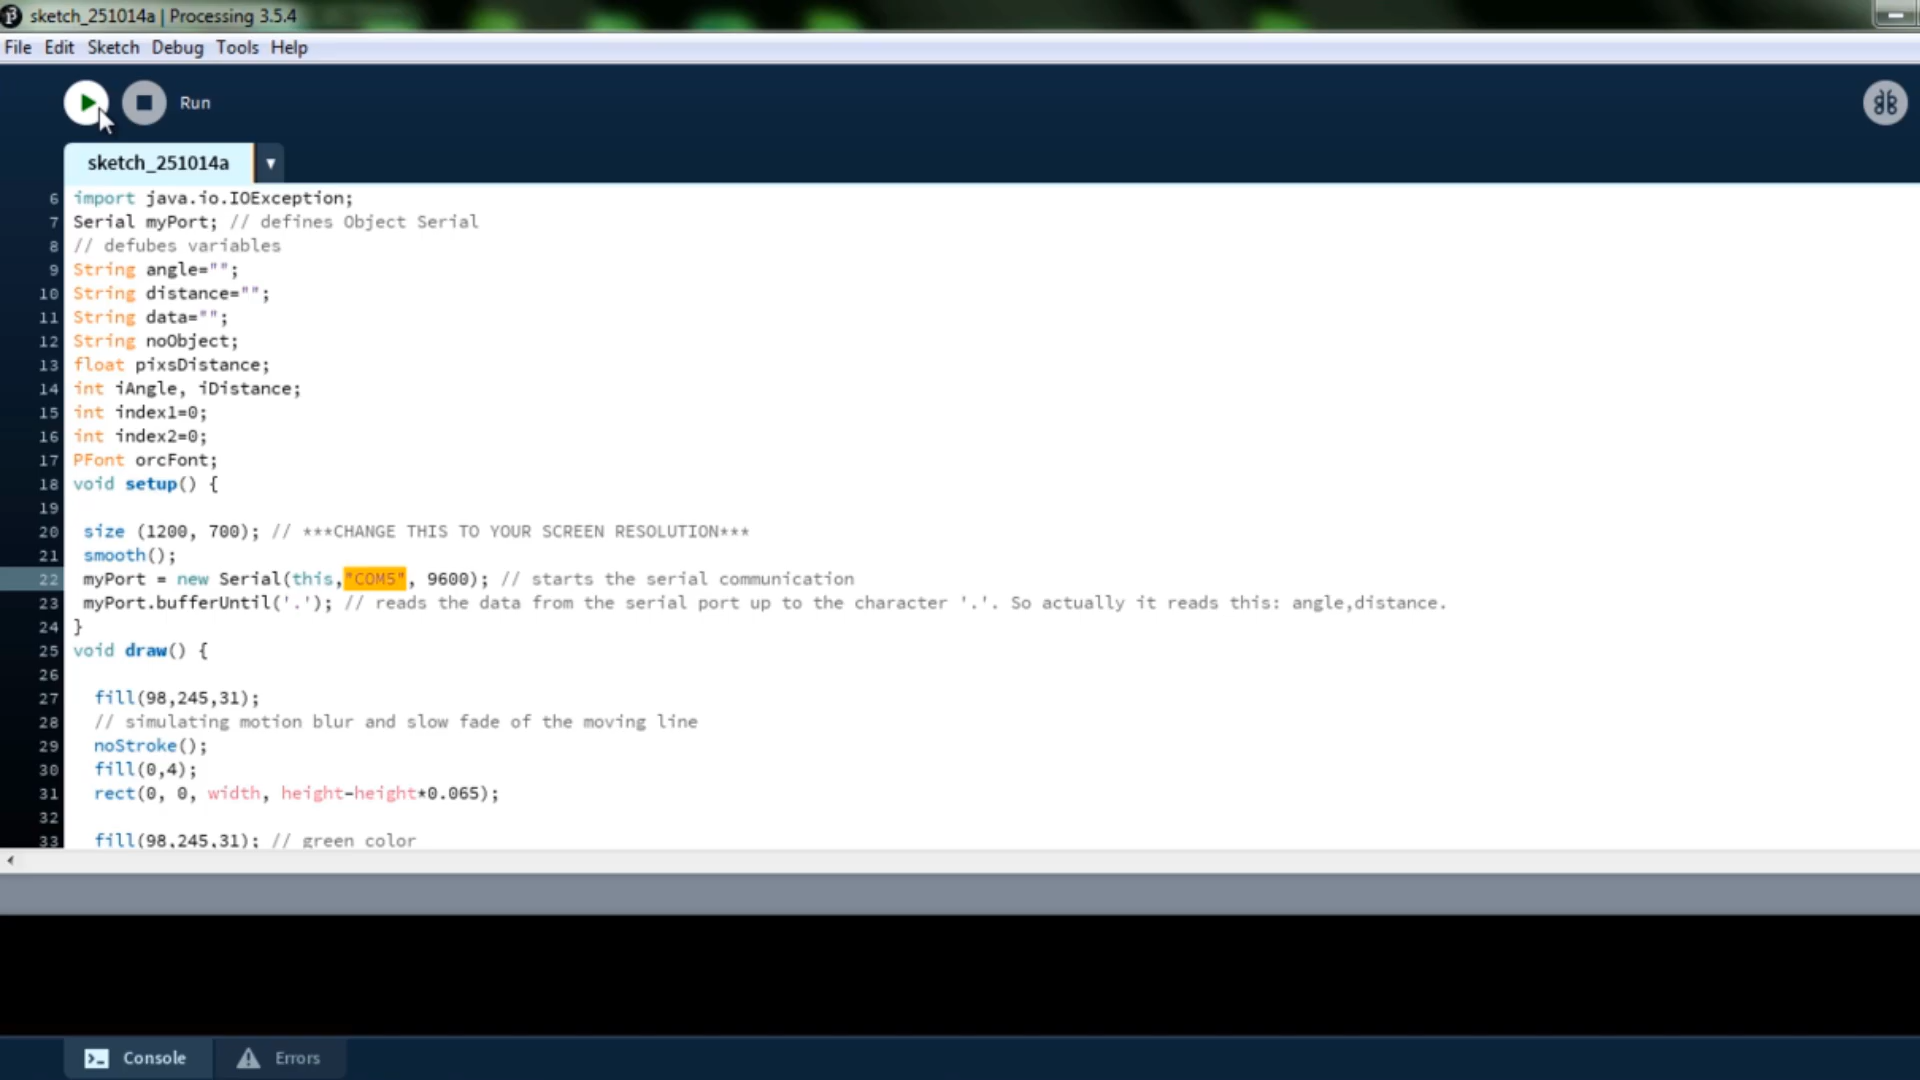 sketch_251014a | Processing 3.5.4
File Edit Sketch Debug Tools Help
Run
sketch_251014a ▼
6 import java.io.IOException;
7 Serial myPort; // defines Object Serial
8 // defubes variables
9 String angle="";
10 String distance="";
11 String data="";
12 String noObject;
13 float pixsDistance;
14 int iAngle, iDistance;
15 int index1=0;
16 int index2=0;
17 PFont orcFont;
18 void setup() {
19
20 size (1200, 700); // ***CHANGE THIS TO YOUR SCREEN RESOLUTION***
21 smooth();
22 myPort = new Serial(this,"COM5", 9600); // starts the serial communication
23 myPort.bufferUntil('.'); // reads the data from the serial port up to the character '.'. So actually it reads this: angle,distance.
24 }
25 void draw() {
26
27 fill(98,245,31);
28 // simulating motion blur and slow fade of the moving line
29 noStroke();
30 fill(0,4);
31 rect(0, 0, width, height-height*0.065);
32
33 fill(98,245,31); // green color
Console Errors